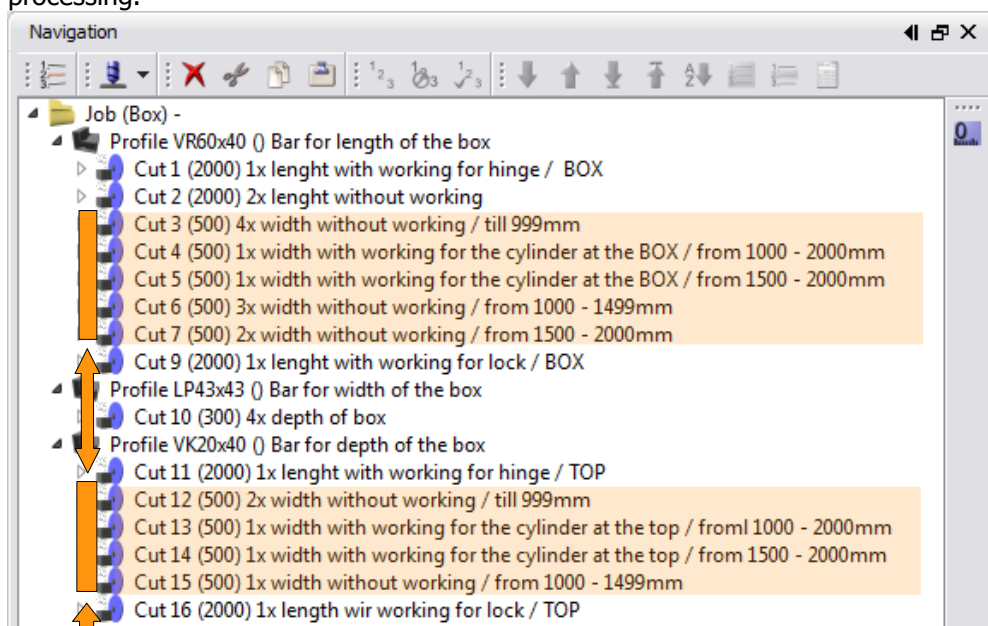 processing.
Navigation
Job (Box) -
Profile VR60x40 () Bar for length of the box
Cut 1 (2000) 1x lenght with working for hinge / BOX
Cut 2 (2000) 2x lenght without working
Cut 3 (500) 4x width without working / till 999mm
Cut 4 (500) 1x width with working for the cylinder at the BOX / from 1000 - 2000mm
Cut 5 (500) 1x width with working for the cylinder at the BOX / from 1500 - 2000mm
Cut 6 (500) 3x width without working / from 1000 - 1499mm
Cut 7 (500) 2x width without working / from 1500 - 2000mm
Cut 9 (2000) 1x lenght with working for lock / BOX
Profile LP43x43 () Bar for width of the box
Cut 10 (300) 4x depth of box
Profile VK20x40 () Bar for depth of the box
Cut 11 (2000) 1x lenght with working for hinge / TOP
Cut 12 (500) 2x width without working / till 999mm
Cut 13 (500) 1x width with working for the cylinder at the top / froml 1000 - 2000mm
Cut 14 (500) 1x width with working for the cylinder at the top / from 1500 - 2000mm
Cut 15 (500) 1x width without working / from 1000 - 1499mm
Cut 16 (2000) 1x length wir working for lock / TOP